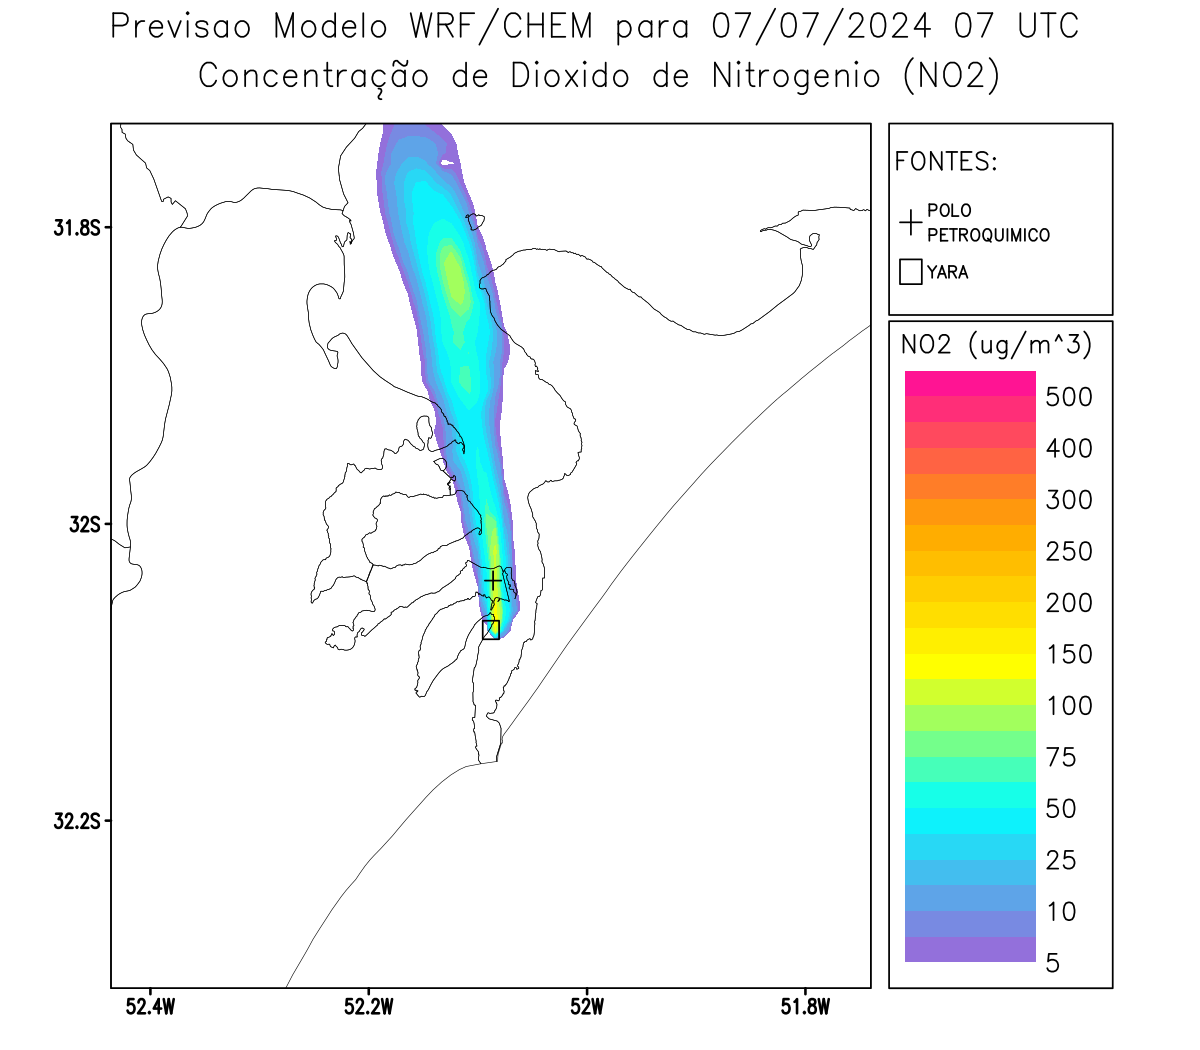 Previsao Modelo WRF/CHEM para 07/07/2024 07 UTC
Concentração de Dioxido de Nitrogenio (NO2)
FONTES:
POLO
PETROQUIMICO
YARA
NO2 (ug/m^3)
500
400
300
250
200
150
100
75
50
25
10
5
31.8S
32S
32.2S
52.4W
52.2W
52W
51.8W